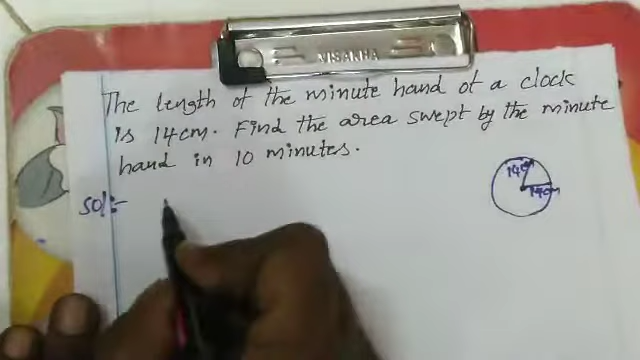 VISAKHA
The length of the minute hand of a clock
is 14cm. Find the area swept by the minute
hand in 10 minutes.
Sol:-
14cm
14cm